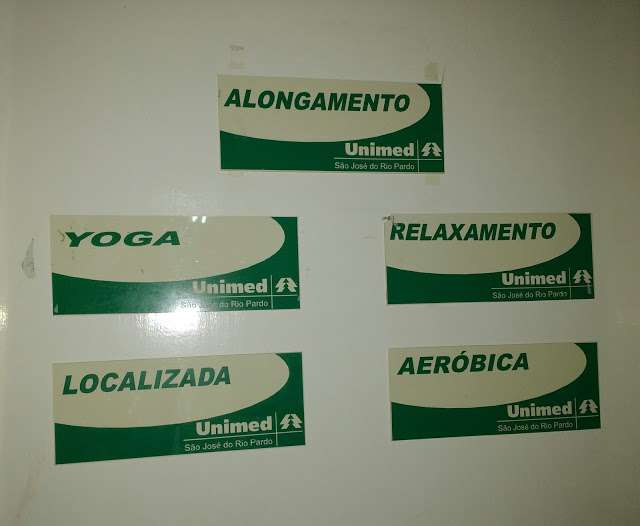 ALONGAMENTO
Unimed
São José do Rio Pardo
YOGA
Unimed
São José do Rio Pardo
RELAXAMENTO
Unimed
São José do Rio Pardo
LOCALIZADA
Unimed
São José do Rio Pardo
AERÓBICA
Unimed
São José do Rio Pardo